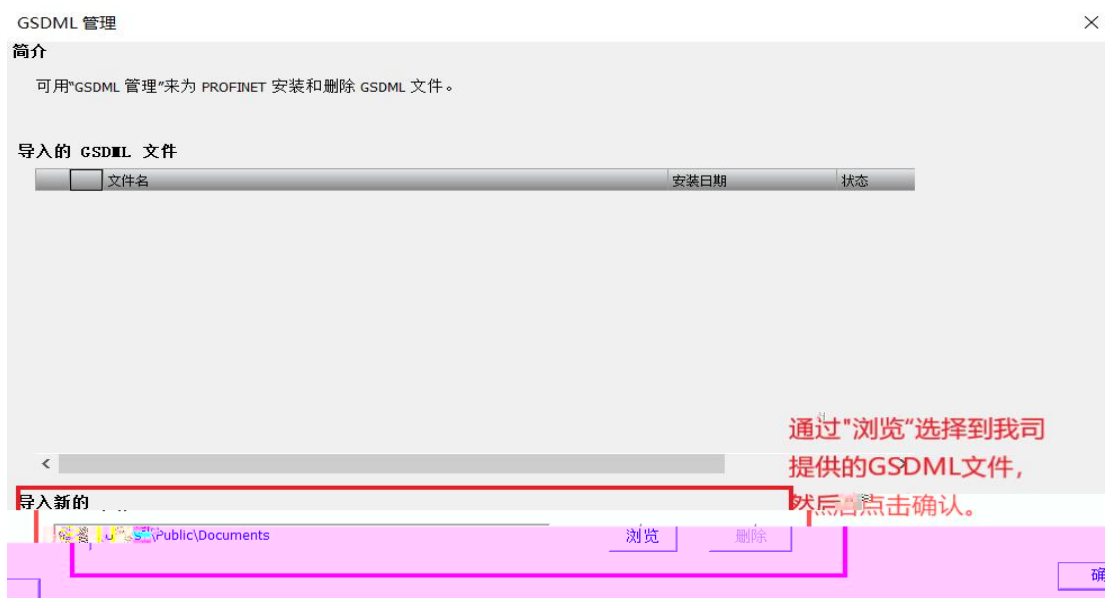 GSDML 管理
简介
可用"GSDML 管理"来为 PROFINET 安装和删除 GSDML 文件。
导入的 GSDML 文件
文件名 安装日期 状态
通过"浏览"选择到我司
提供的GSDML文件,
然后点击确认。
导入新的
\Public\Documents 浏览 删除
确